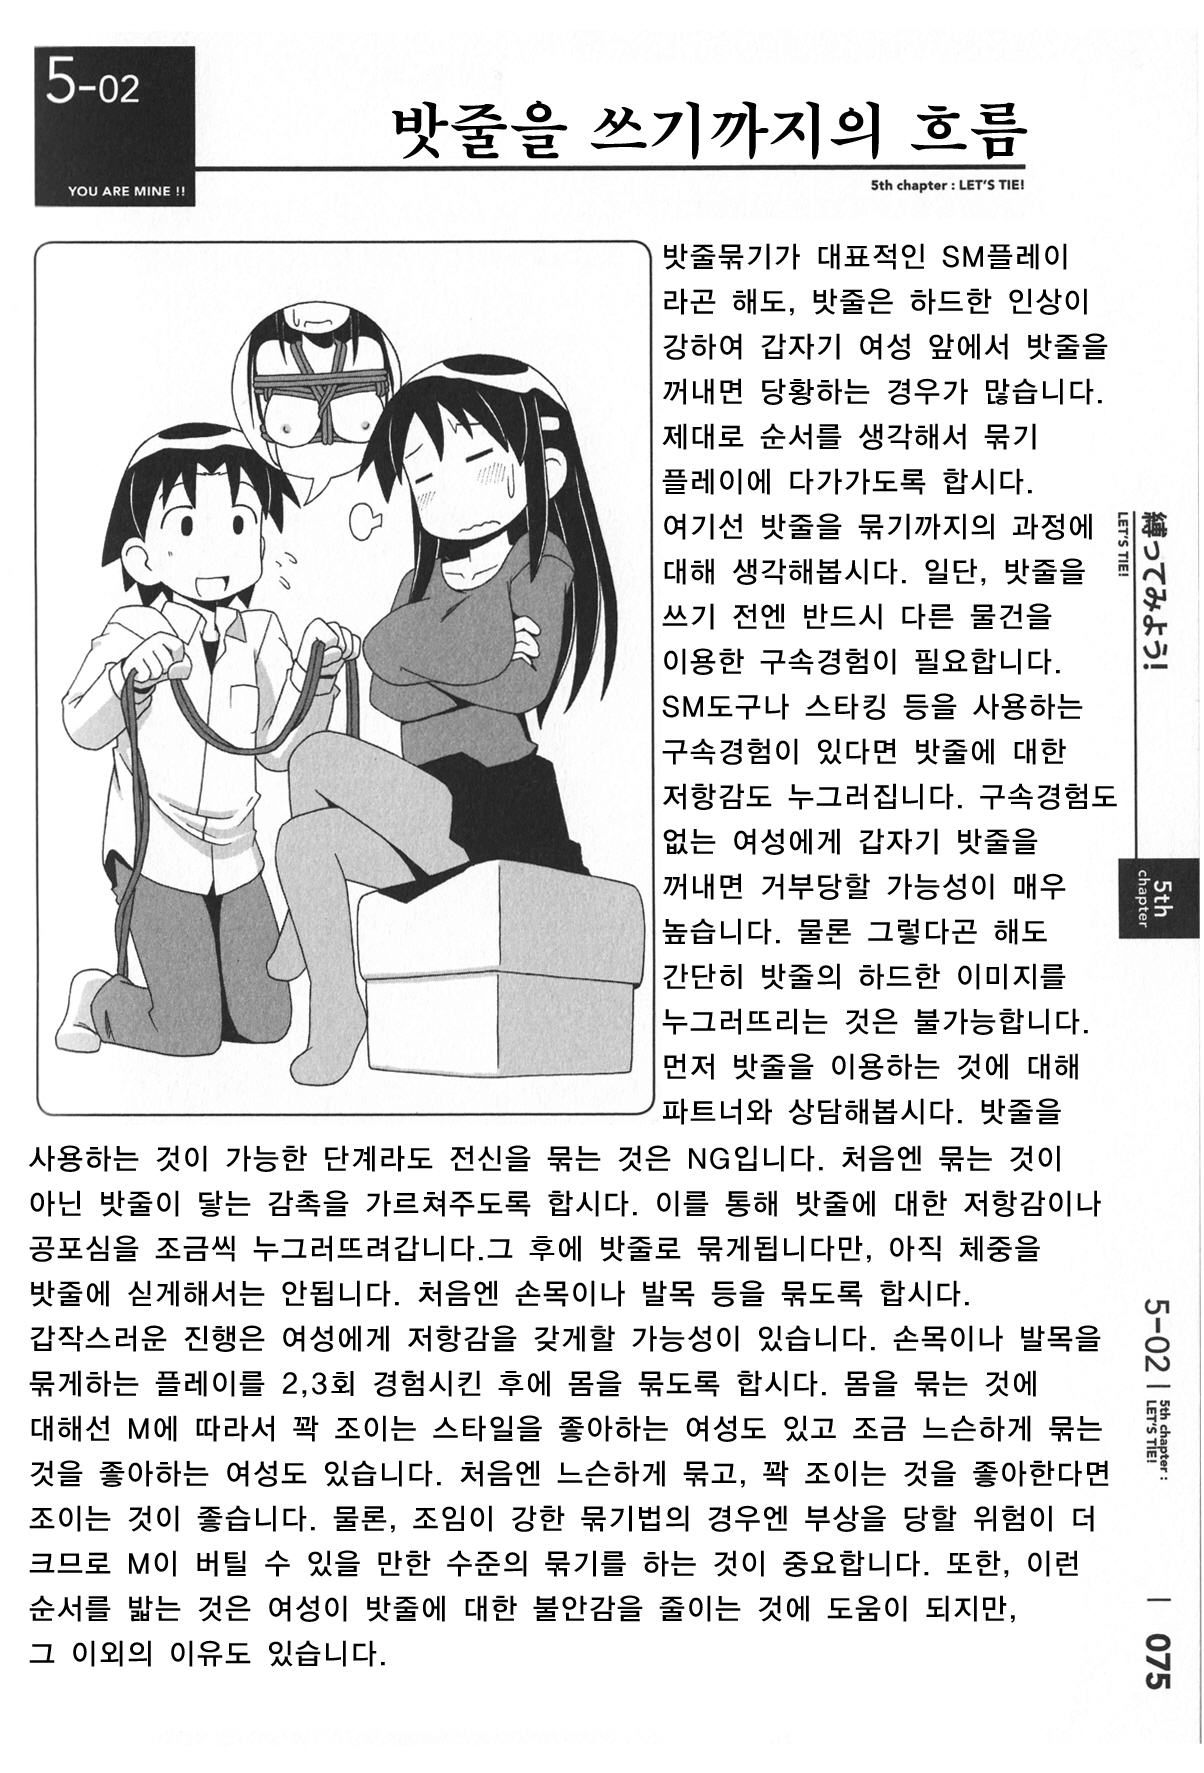 5-02
YOU ARE MINE !!
밧줄을 쓰기까지의 흐름
5th chapter : LET'S TIE!
밧줄묶기가 대표적인 SM플레이
라곤 해도, 밧줄은 하드한 인상이
강하여 갑자기 여성 앞에서 밧줄을
꺼내면 당황하는 경우가 많습니다.
제대로 순서를 생각해서 묶기
플레이에 다가가도록 합시다.
여기선 밧줄을 묶기까지의 과정에
대해 생각해봅시다. 일단, 밧줄을
쓰기 전엔 반드시 다른 물건을
이용한 구속경험이 필요합니다.
SM도구나 스타킹 등을 사용하는
구속경험이 있다면 밧줄에 대한
저항감도 누그러집니다. 구속경험도
없는 여성에게 갑자기 밧줄을
꺼내면 거부당할 가능성이 매우
높습니다. 물론 그렇다곤 해도
간단히 밧줄의 하드한 이미지를
누그러뜨리는 것은 불가능합니다.
먼저 밧줄을 이용하는 것에 대해
파트너와 상담해봅시다. 밧줄을
사용하는 것이 가능한 단계라도 전신을 묶는 것은 NG입니다. 처음엔 묶는 것이
아닌 밧줄이 닿는 감촉을 가르쳐주도록 합시다. 이를 통해 밧줄에 대한 저항감이나
공포심을 조금씩 누그러뜨려갑니다.그 후에 밧줄로 묶게됩니다만, 아직 체중을
밧줄에 싣게해서는 안됩니다. 처음엔 손목이나 발목 등을 묶도록 합시다.
갑작스러운 진행은 여성에게 저항감을 갖게할 가능성이 있습니다. 손목이나 발목을
묶게하는 플레이를 2,3회 경험시킨 후에 몸을 묶도록 합시다. 몸을 묶는 것에
대해선 M에 따라서 꽉 조이는 스타일을 좋아하는 여성도 있고 조금 느슨하게 묶는
것을 좋아하는 여성도 있습니다. 처음엔 느슨하게 묶고, 꽉 조이는 것을 좋아한다면
조이는 것이 좋습니다. 물론, 조임이 강한 묶기법의 경우엔 부상을 당할 위험이 더
크므로 M이 버틸 수 있을 만한 수준의 묶기를 하는 것이 중요합니다. 또한, 이런
순서를 밟는 것은 여성이 밧줄에 대한 불안감을 줄이는 것에 도움이 되지만,
그 이외의 이유도 있습니다.
縛ってみよう!
LET'S TIE!
5th
chapter
5-02
5th chapter :
LET'S TIE!
075